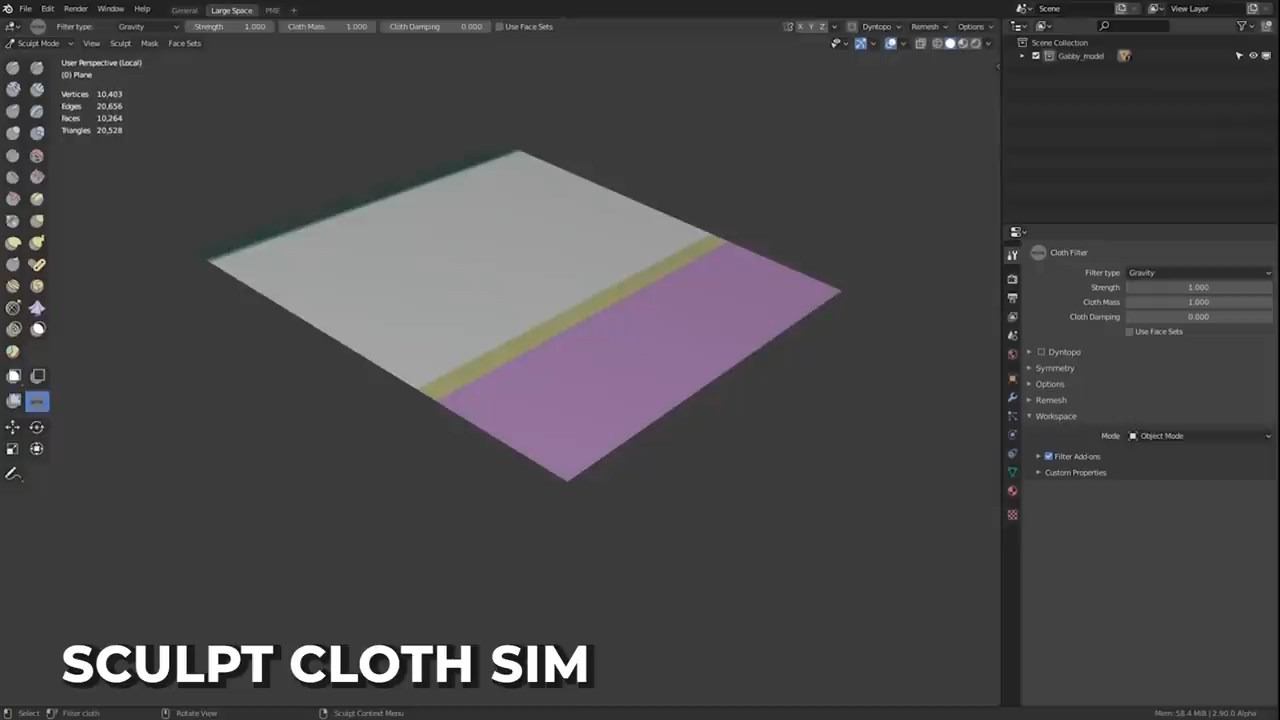 File Edit Render Window Help General Large Space PME + Scene View Layer
Filter type: Gravity Strength 1.000 Cloth Mass 1.000 Cloth Damping 0.000 Use Face Sets X Y Z Dyntopo Remesh Options
Sculpt Mode View Sculpt Mask Face Sets
User Perspective (Local)
(0) Plane
Vertices 10,403
Edges 20,656
Faces 10,264
Triangles 20,528
Scene Collection
Gabby_model
Cloth Filter
Filter type Gravity
Strength 1.000
Cloth Mass 1.000
Cloth Damping 0.000
Use Face Sets
Dyntopo
Symmetry
Options
Remesh
Workspace
Mode Object Mode
Filter Add-ons
Custom Properties
SCULPT CLOTH SIM
Select Filter cloth Rotate View Sculpt Context Menu Mem: 58.4 MiB | 2.90.0 Alpha